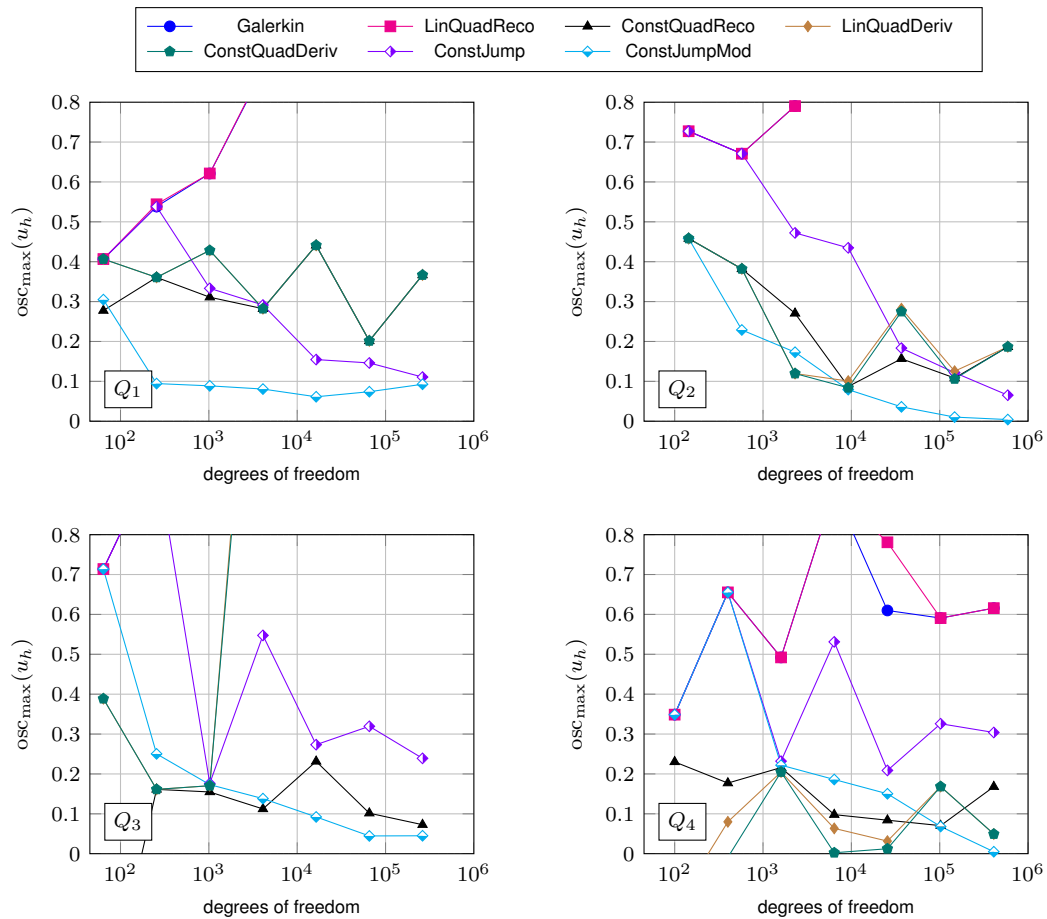 Galerkin LinQuadReco ConstQuadReco LinQuadDeriv
ConstQuadDeriv ConstJump ConstJumpMod
0.8
0.7
0.6
0.5
0.4
0.3
0.2
0.1
0
osc_max(u_h)
Q_1
10^2 10^3 10^4 10^5 10^6
degrees of freedom
0.8
0.7
0.6
0.5
0.4
0.3
0.2
0.1
0
osc_max(u_h)
Q_2
10^2 10^3 10^4 10^5 10^6
degrees of freedom
0.8
0.7
0.6
0.5
0.4
0.3
0.2
0.1
0
osc_max(u_h)
Q_3
10^2 10^3 10^4 10^5 10^6
degrees of freedom
0.8
0.7
0.6
0.5
0.4
0.3
0.2
0.1
0
osc_max(u_h)
Q_4
10^2 10^3 10^4 10^5 10^6
degrees of freedom